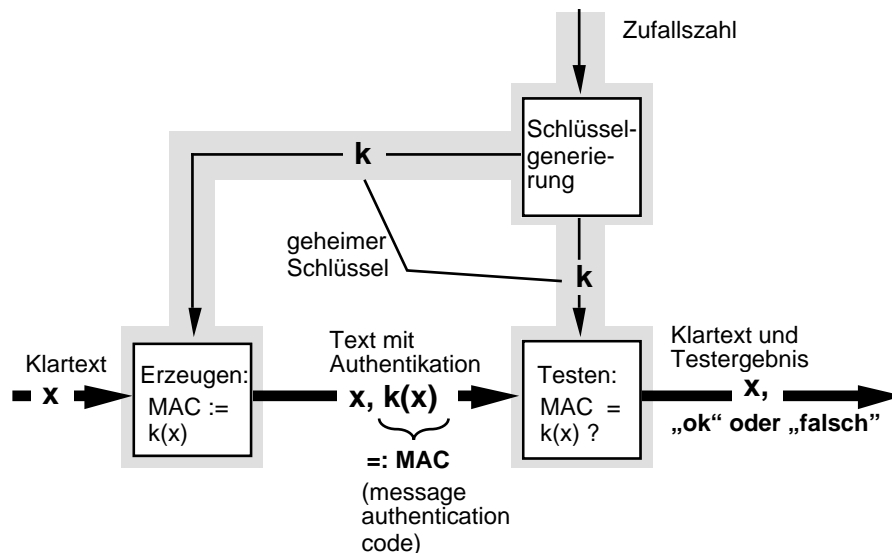 Zufallszahl
Schlüssel-
generie-
rung
k
geheimer
Schlüssel
k
Klartext
x
Erzeugen:
MAC :=
k(x)
Text mit
Authentikation
x, k(x)
=: MAC
(message
authentication
code)
Testen:
MAC =
k(x) ?
Klartext und
Testergebnis
x,
„ok“ oder „falsch”